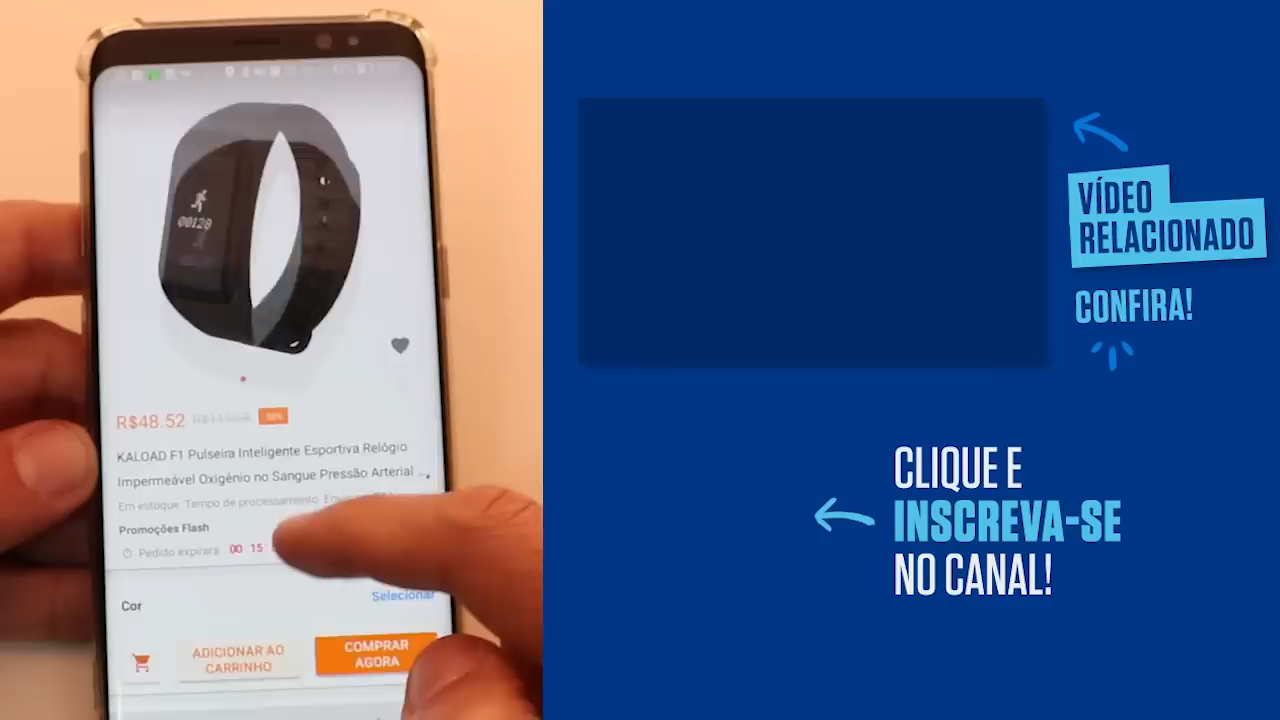 00120
R$48.52
KALOAD F1 Pulseira Inteligente Esportiva Relógio
Impermeável Oxigênio no Sangue Pressão Arterial ...
Em estoque. Tempo de processamento:
Promoções Flash
Pedido expirará: 00 15
Cor
Selecionar
ADICIONAR AO
CARRINHO
COMPRAR
AGORA
VÍDEO
RELACIONADO
CONFIRA!
CLIQUE E
INSCREVA-SE
NO CANAL!